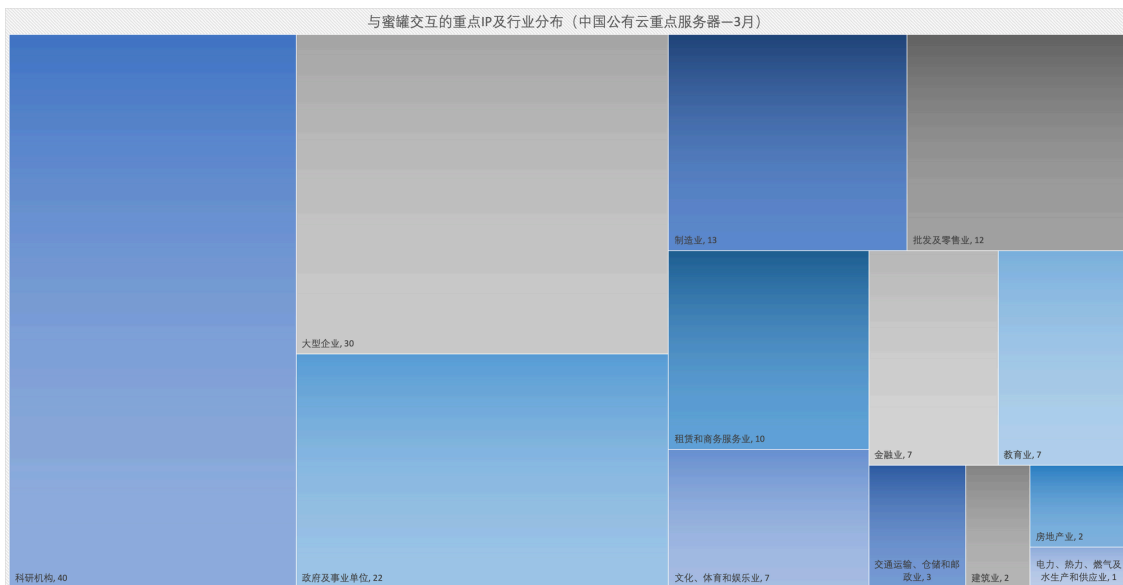 与蜜罐交互的重点IP及行业分布（中国公有云重点服务器—3月）
科研机构, 40
大型企业, 30
政府及事业单位, 22
制造业, 13
批发及零售业, 12
租赁和商务服务业, 10
文化、体育和娱乐业, 7
金融业, 7
教育业, 7
交通运输、仓储和邮
政业, 3
建筑业, 2
房地产业, 2
电力、热力、燃气及
水生产和供应业, 1